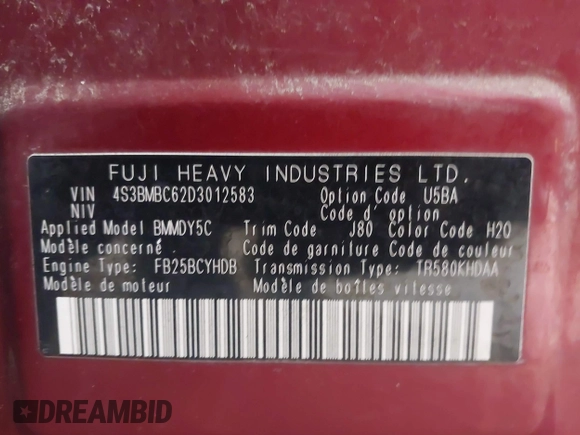 FUJI HEAVY INDUSTRIES LTD.
VIN 4S3BMBC62D3012583 Option Code U5BA
NIV Code d' option
Applied Model BMMDY5C Trim Code J80 Color Code H20
Modèle concerné Code de garniture Code de couleur
Engine Type: FB25BCYHDB Transmission Type: TR580KHDAA
Modèle de moteur Modèle de boîtes vitesse
DREAMBID